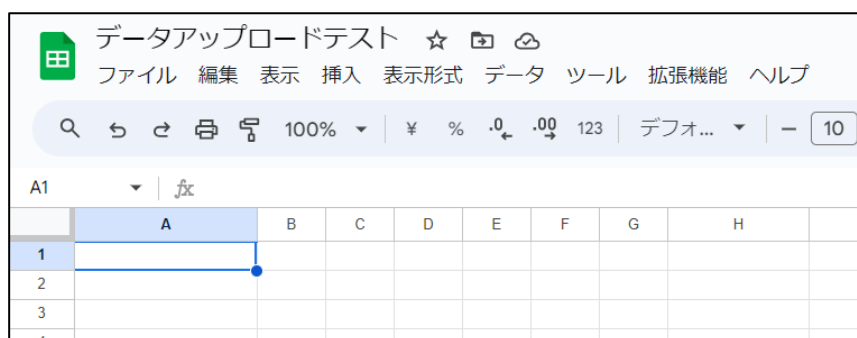 データアップロードテスト
ファイル 編集 表示 挿入 表示形式 データ ツール 拡張機能 ヘルプ
100% ¥ % .0 .00 123 デフォ... 10
A1 fx
A B C D E F G H
1
2
3